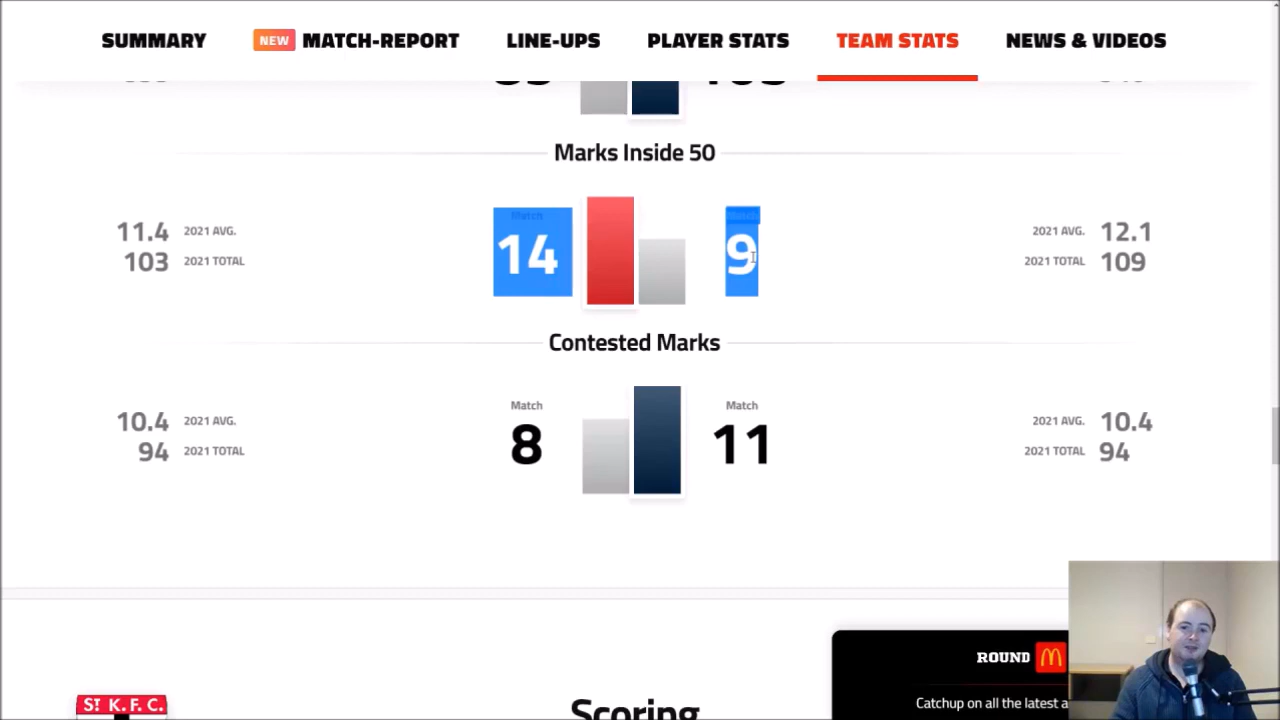 SUMMARY NEW MATCH-REPORT LINE-UPS PLAYER STATS TEAM STATS NEWS & VIDEOS
Marks Inside 50
11.4 2021 AVG. Match Match 2021 AVG. 12.1
103 2021 TOTAL 14 9 2021 TOTAL 109
Contested Marks
10.4 2021 AVG. Match Match 2021 AVG. 10.4
94 2021 TOTAL 8 11 2021 TOTAL 94
ROUND
Catchup on all the latest
ST K.F.C.
Scoring